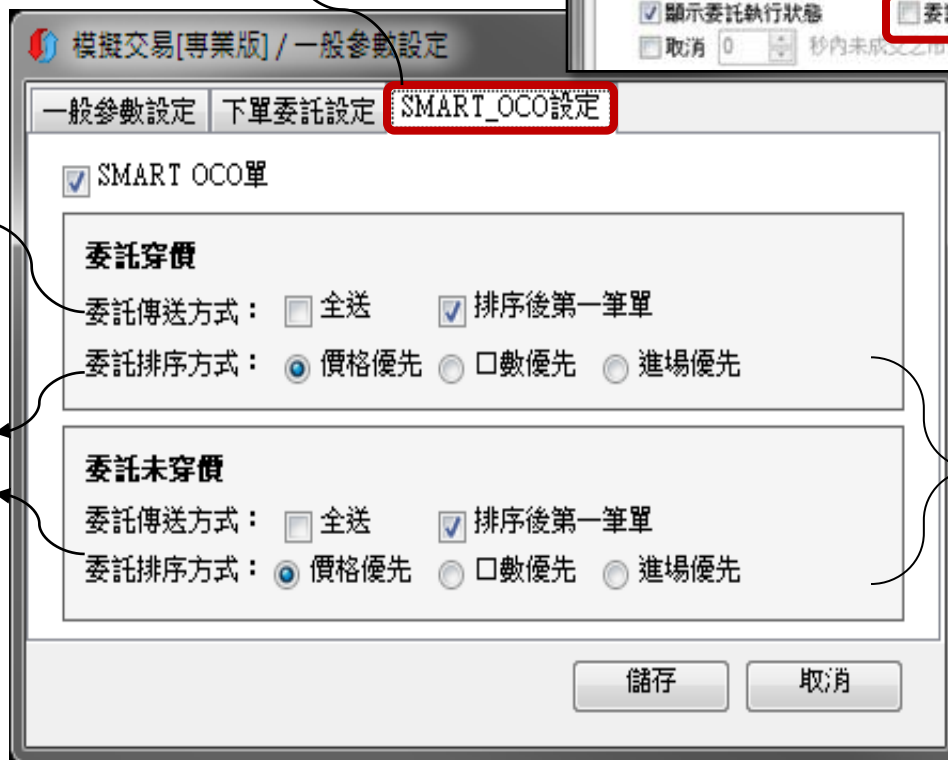 顯示委託執行狀態
取消 0 秒內未成交之市
模擬交易[專業版] / 一般參數設定
一般參數設定 下單委託設定 SMART_OCO設定
SMART OCO單
委託穿價
委託傳送方式： 全送 排序後第一筆單
委託排序方式： 價格優先 口數優先 進場優先
委託未穿價
委託傳送方式： 全送 排序後第一筆單
委託排序方式： 價格優先 口數優先 進場優先
儲存 取消